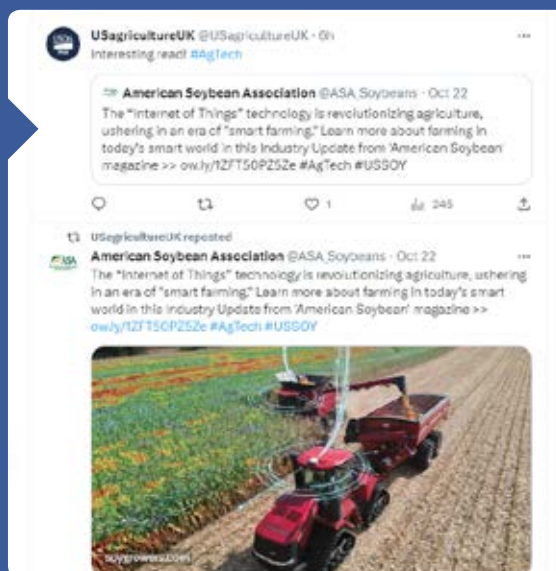 USagricultureUK @USagricultureUK · 6h
Interesting read! #AgTech
American Soybean Association @ASA_Soybeans · Oct 22
The "Internet of Things" technology is revolutionizing agriculture,
ushering in an era of "smart farming." Learn more about farming in
today's smart world in this Industry Update from 'American Soybean'
magazine >> ow.ly/1ZFT50PZ5Ze #AgTech #USSOY
1
245
USagricultureUK reposted
American Soybean Association @ASA_Soybeans · Oct 22
The "Internet of Things" technology is revolutionizing agriculture, ushering
in an era of "smart farming." Learn more about farming in today's smart
world in this Industry Update from 'American Soybean' magazine >>
ow.ly/1ZFT50PZ5Ze #AgTech #USSOY
ASA
soygrowers.com